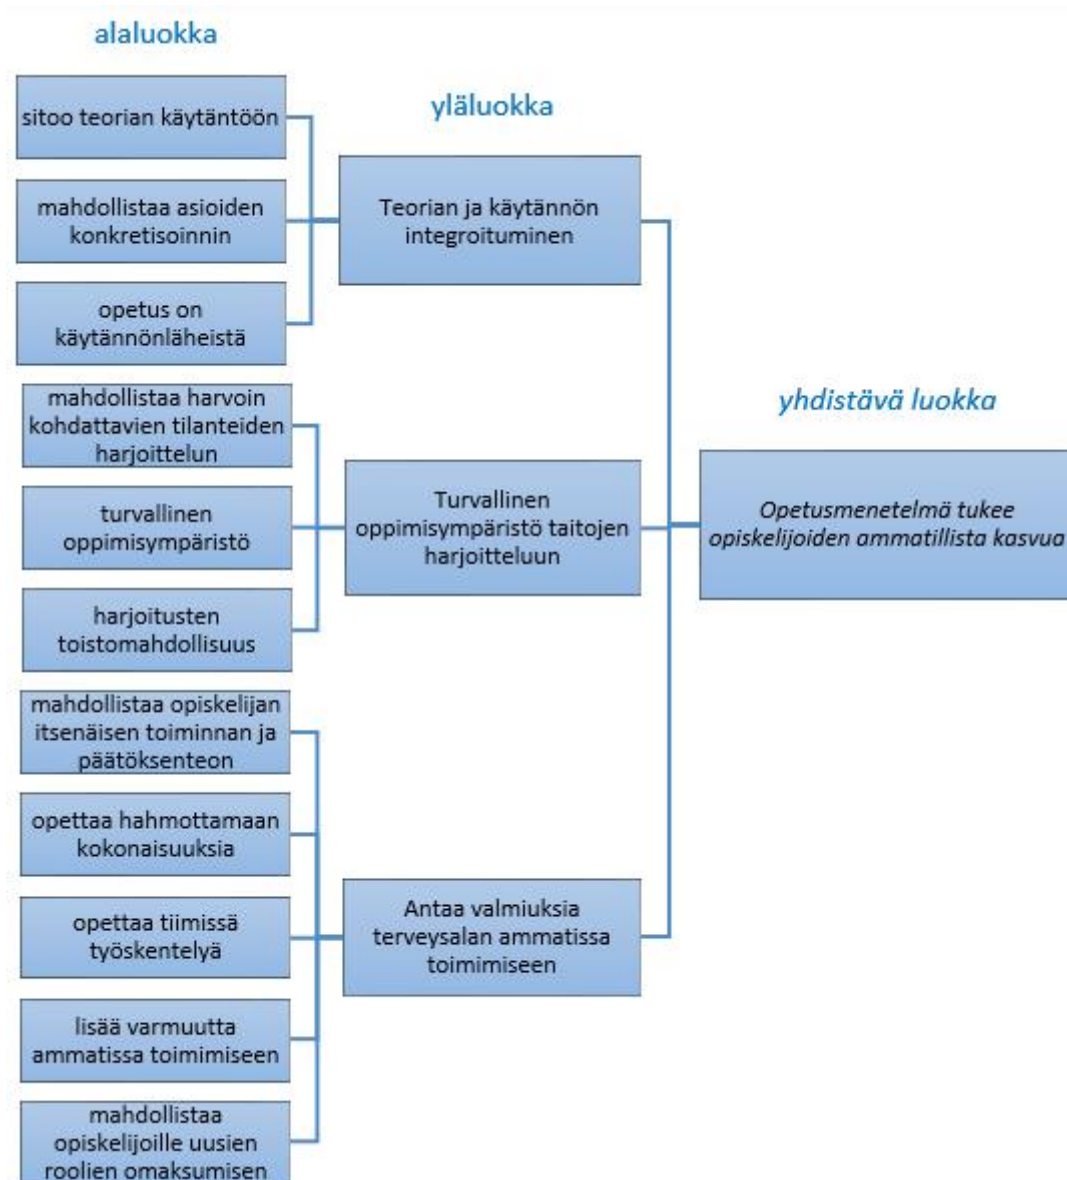 alaluokka
sitoo teorian käytäntöön
mahdollistaa asioiden
konkretisoinnin
opetus on
käytännönläheistä
mahdollistaa harvoin
kohdattavien tilanteiden
harjoittelun
turvallinen
oppimisympäristö
harjoitusten
toistomahdollisuus
mahdollistaa opiskelijan
itsenäisen toiminnan ja
päätöksenteon
opettaa hahmottamaan
kokonaisuuksia
opettaa tiimissä
työskentelyä
lisää varmuutta
ammatissa toimimiseen
mahdollistaa
opiskelijoille uusien
roolien omaksumisen
yläluokka
Teorian ja käytännön
integroituminen
Turvallinen
oppimisympäristö taitojen
harjoitteluun
Antaa valmiuksia
terveysalan ammatissa
toimimiseen
yhdistävä luokka
Opetusmenetelmä tukee
opiskelijoiden ammatillista kasvua